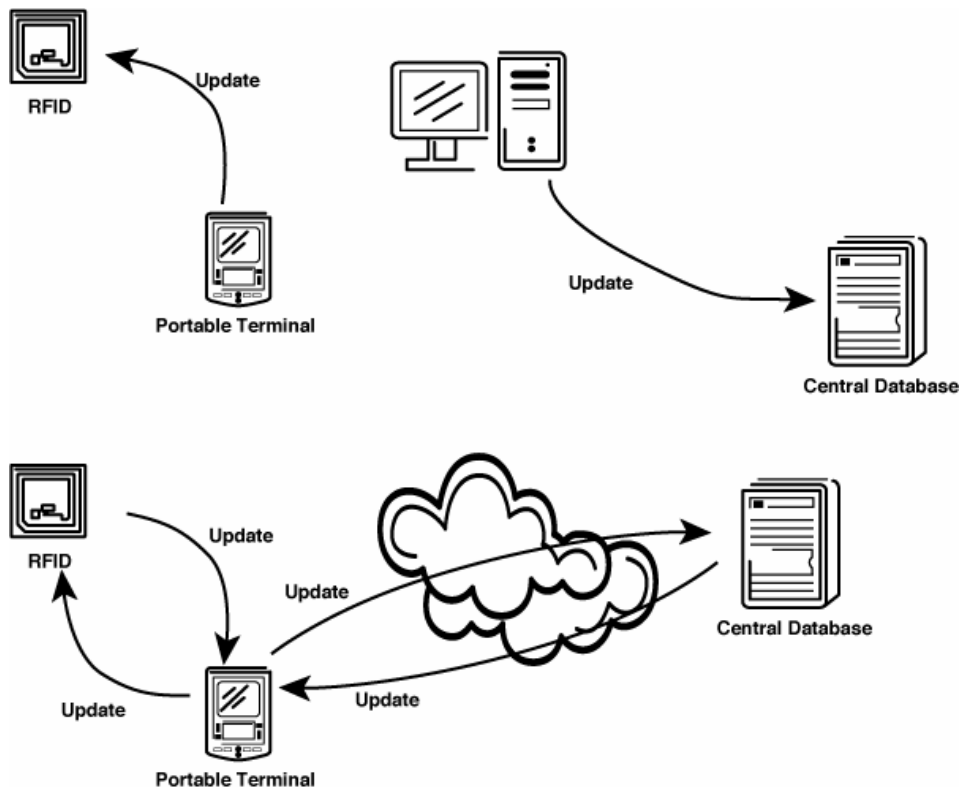 Update
RFID
Portable Terminal
Update
Central Database
Update
RFID
Update
Central Database
Update
Update
Portable Terminal